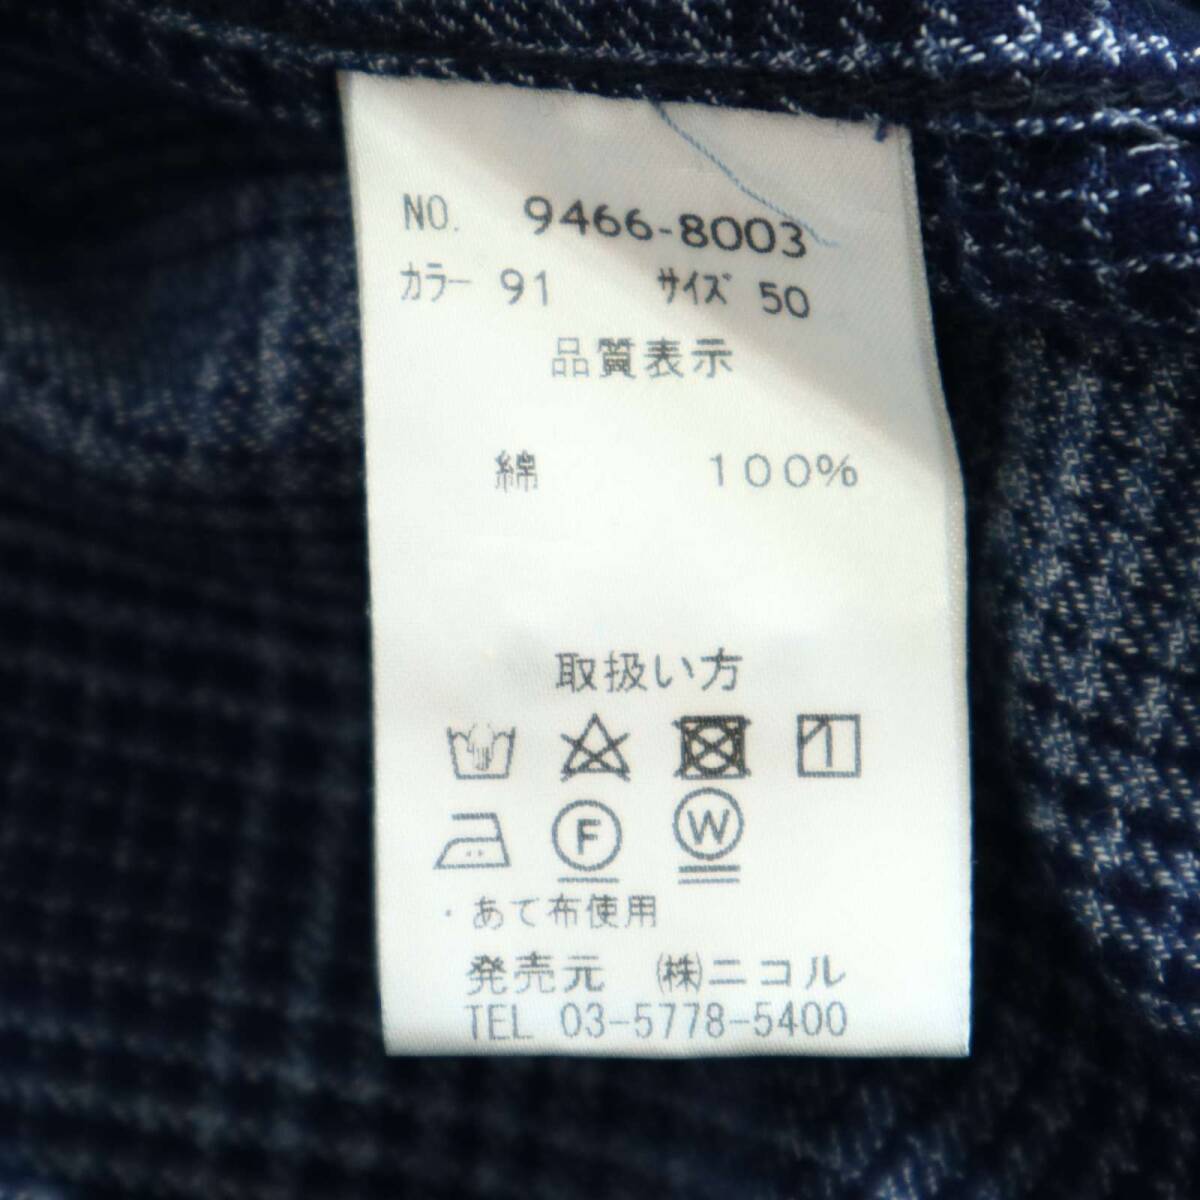 NO. 9466-8003
カラー 91 サイズ 50
品質表示
綿 100%
取扱い方
F W
・あて布使用
発売元 ㈱ニコル
TEL 03-5778-5400